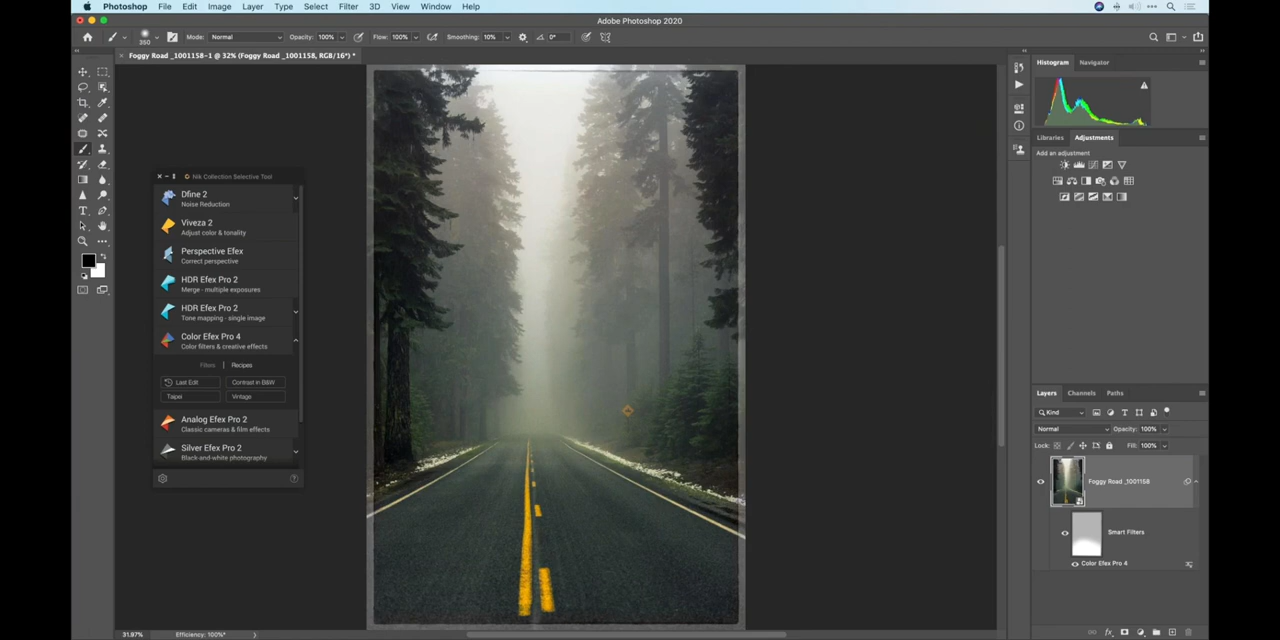 Photoshop File Edit Image Layer Type Select Filter 3D View Window Help
Adobe Photoshop 2020
350 Mode: Normal Opacity: 100% Flow: 100% Smoothing: 10% 0°
Foggy Road _1001158-1 @ 32% (Foggy Road _1001158, RGB/16*) *
Histogram Navigator
Libraries Adjustments
Add an adjustment
Nik Collection Selective Tool
Dfine 2
Noise Reduction
Viveza 2
Adjust color & tonality
Perspective Efex
Correct perspective
HDR Efex Pro 2
Merge - multiple exposures
HDR Efex Pro 2
Tone mapping - single image
Color Efex Pro 4
Color filters & creative effects
Filters | Recipes
Last Edit Contrast in B&W
Taipei Vintage
Analog Efex Pro 2
Classic cameras & film effects
Silver Efex Pro 2
Black-and-white photography
Layers Channels Paths
Kind
Normal Opacity: 100%
Lock: Fill: 100%
Foggy Road _1001158
Smart Filters
Color Efex Pro 4
31.97% Efficiency: 100%*